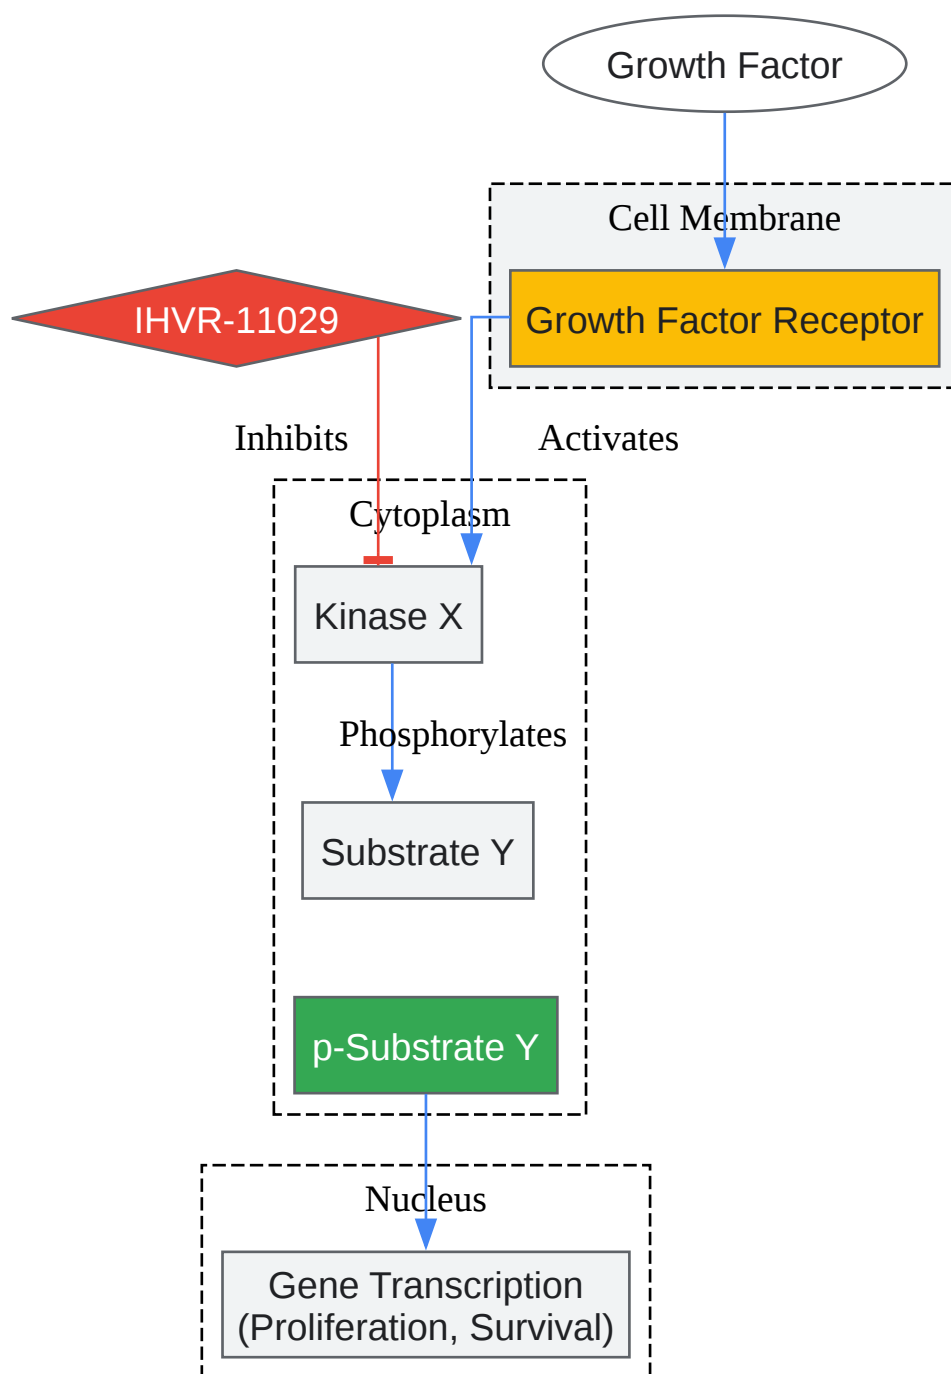 Growth Factor
Cell Membrane
IHVR-11029
Growth Factor Receptor
Inhibits
Activates
Cytoplasm
Kinase X
Phosphorylates
Substrate Y
p-Substrate Y
Nucleus
Gene Transcription
(Proliferation, Survival)